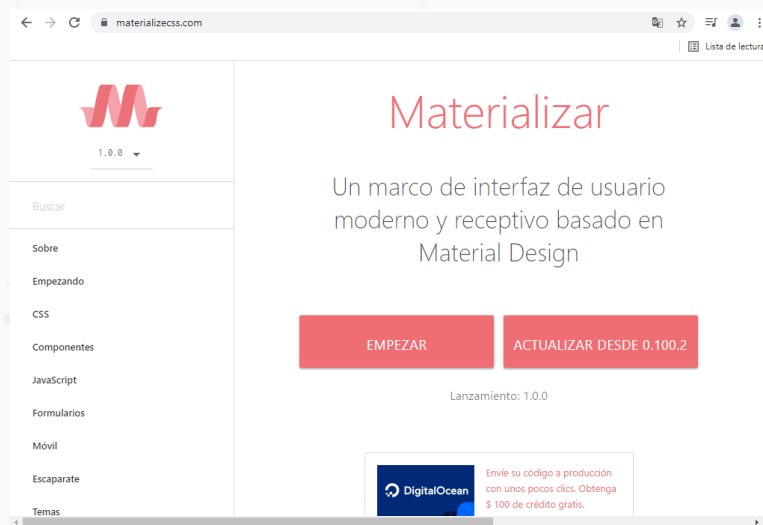 materializecss.com
Lista de lectura
1.0.0
Buscar
Sobre
Empezando
CSS
Componentes
JavaScript
Formularios
Móvil
Escaparate
Temas
Materializar
Un marco de interfaz de usuario
moderno y receptivo basado en
Material Design
EMPEZAR
ACTUALIZAR DESDE 0.100.2
Lanzamiento: 1.0.0
DigitalOcean
Envíe su código a producción
con unos pocos clics. Obtenga
$ 100 de crédito gratis.